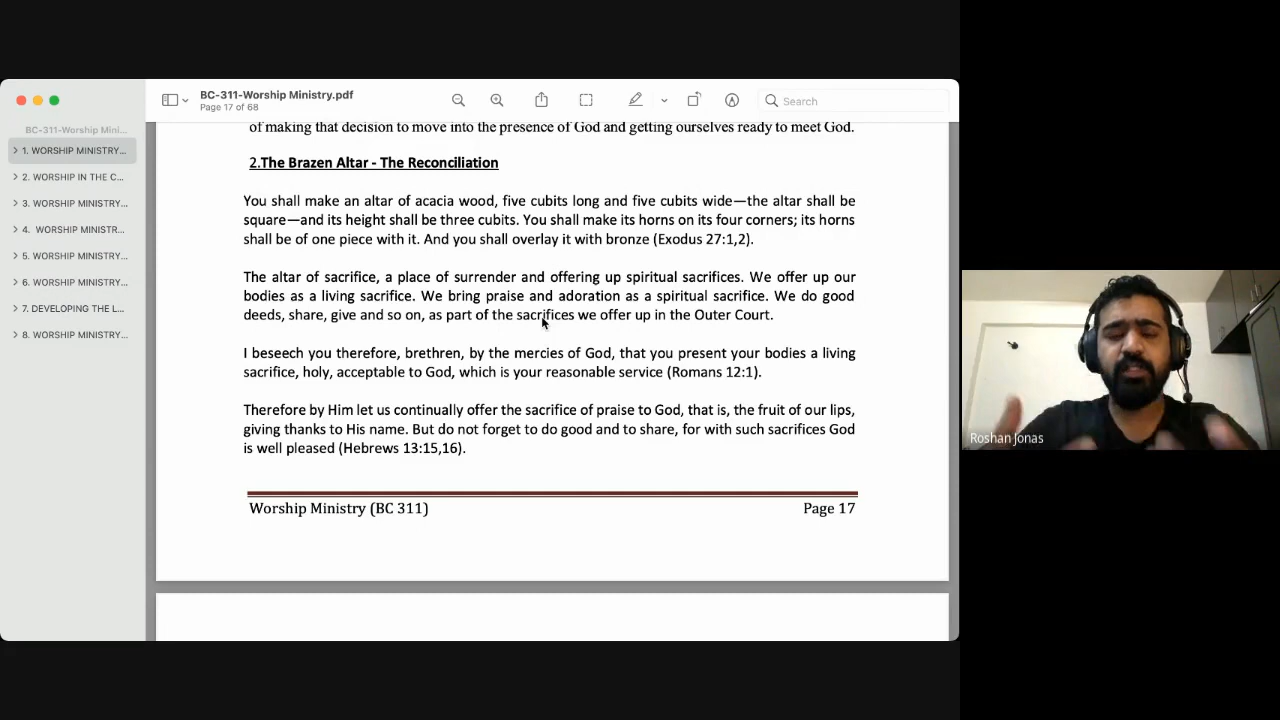 BC-311-Worship Ministry.pdf
Page 17 of 68
Search
BC-311-Worship Mini...
1. WORSHIP MINISTRY...
2. WORSHIP IN THE C...
3. WORSHIP MINISTRY...
4. WORSHIP MINISTR...
5. WORSHIP MINISTRY...
6. WORSHIP MINISTRY...
7. DEVELOPING THE L...
8. WORSHIP MINISTRY...
of making that decision to move into the presence of God and getting ourselves ready to meet God.
2.The Brazen Altar - The Reconciliation
You shall make an altar of acacia wood, five cubits long and five cubits wide—the altar shall be
square—and its height shall be three cubits. You shall make its horns on its four corners; its horns
shall be of one piece with it. And you shall overlay it with bronze (Exodus 27:1,2).
The altar of sacrifice, a place of surrender and offering up spiritual sacrifices. We offer up our
bodies as a living sacrifice. We bring praise and adoration as a spiritual sacrifice. We do good
deeds, share, give and so on, as part of the sacrifices we offer up in the Outer Court.
I beseech you therefore, brethren, by the mercies of God, that you present your bodies a living
sacrifice, holy, acceptable to God, which is your reasonable service (Romans 12:1).
Therefore by Him let us continually offer the sacrifice of praise to God, that is, the fruit of our lips,
giving thanks to His name. But do not forget to do good and to share, for with such sacrifices God
is well pleased (Hebrews 13:15,16).
Worship Ministry (BC 311)
Page 17
Roshan Jonas